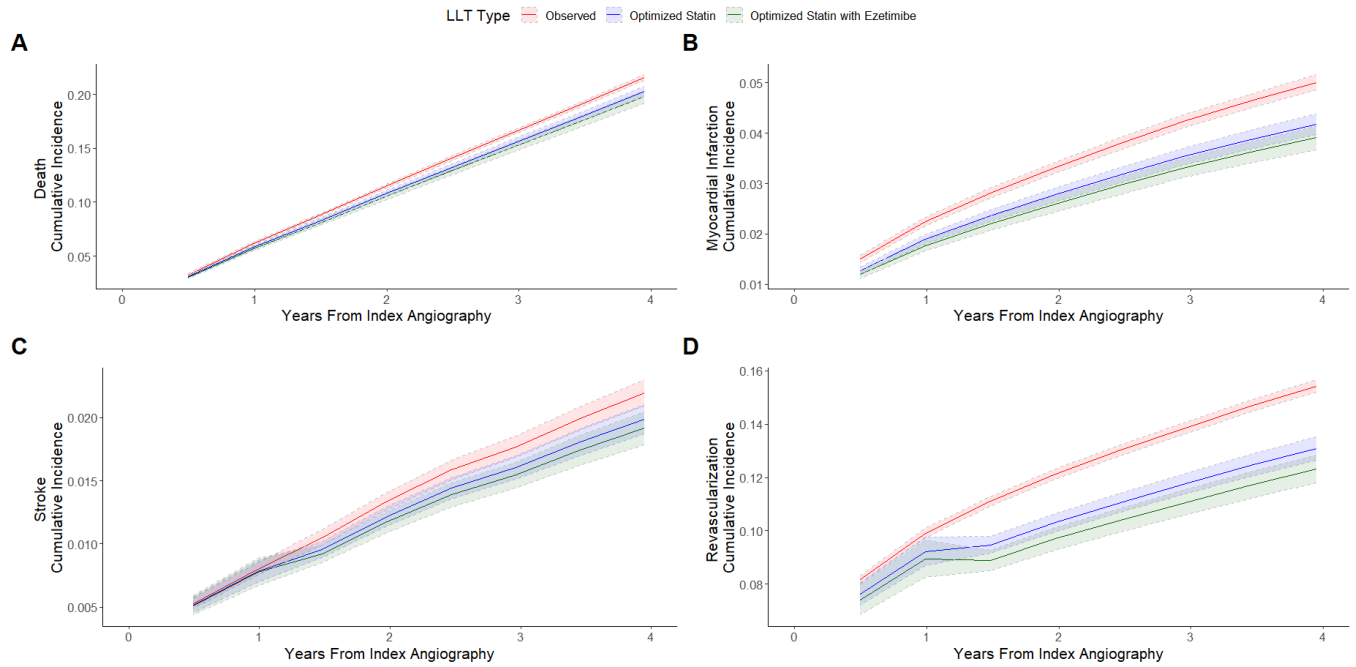 LLT Type Observed Optimized Statin Optimized Statin with Ezetimibe
A
Death
Cumulative Incidence
0.20
0.15
0.10
0.05
0 1 2 3 4
Years From Index Angiography
B
Myocardial Infarction
Cumulative Incidence
0.05
0.04
0.03
0.02
0.01
0 1 2 3 4
Years From Index Angiography
C
Stroke
Cumulative Incidence
0.020
0.015
0.010
0.005
0 1 2 3 4
Years From Index Angiography
D
Revascularization
Cumulative Incidence
0.16
0.14
0.12
0.10
0.08
0 1 2 3 4
Years From Index Angiography